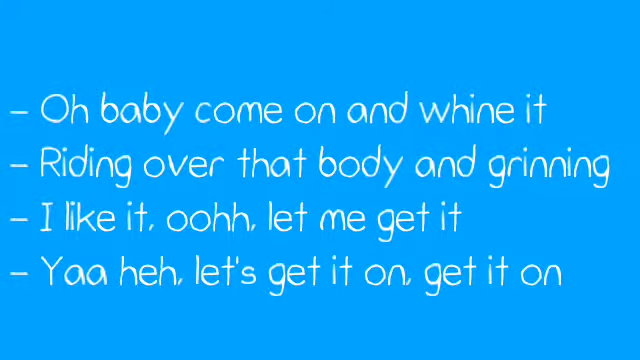 - Oh baby come on and whine it
- Riding over that body and grinning
- I like it, oohh, let me get it
- Yaa heh, let's get it on, get it on